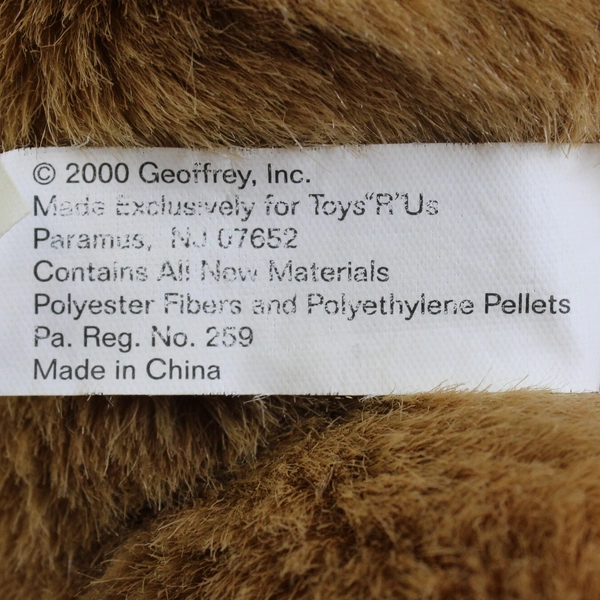 © 2000 Geoffrey, Inc.
Made Exclusively for Toys"R"Us
Paramus, NJ 07652
Contains All New Materials
Polyester Fibers and Polyethylene Pellets
Pa. Reg. No. 259
Made in China